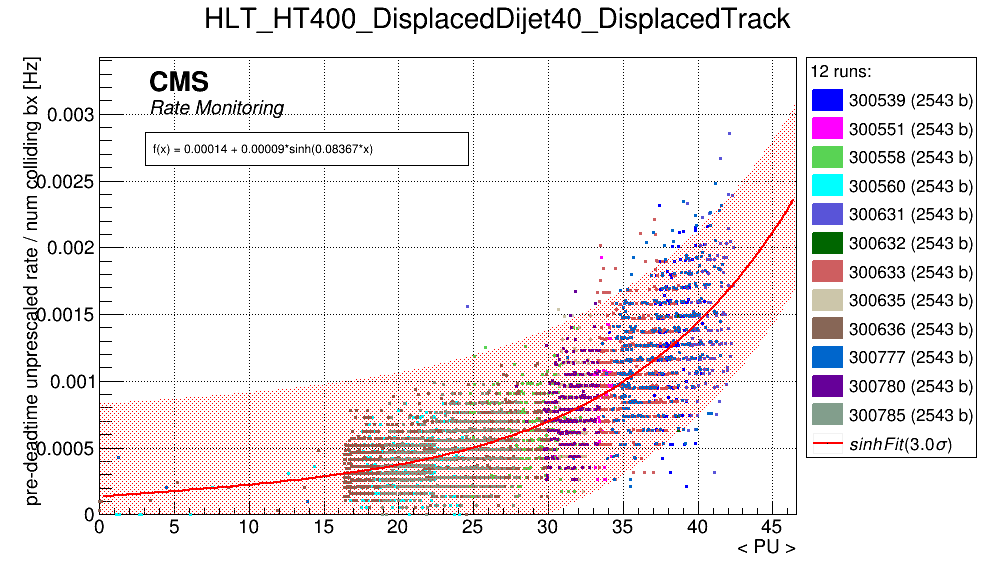 HLT_HT400_DisplacedDijet40_DisplacedTrack
pre-deadtime unprescaled rate / num colliding bx [Hz]
CMS
Rate Monitoring
f(x) = 0.00014 + 0.00009*sinh(0.08367*x)
0.003
0.0025
0.002
0.0015
0.001
0.0005
0
0 5 10 15 20 25 30 35 40 45
< PU >
12 runs:
300539 (2543 b)
300551 (2543 b)
300558 (2543 b)
300560 (2543 b)
300631 (2543 b)
300632 (2543 b)
300633 (2543 b)
300635 (2543 b)
300636 (2543 b)
300777 (2543 b)
300780 (2543 b)
300785 (2543 b)
sinhFit(3.0σ)